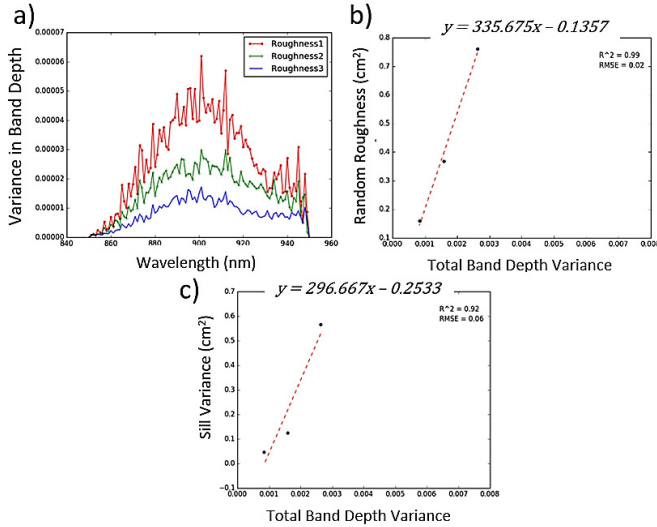 a)
0.00007
0.00006
0.00005
0.00004
0.00003
0.00002
0.00001
0.00000
Variance in Band Depth
Roughness1
Roughness2
Roughness3
840 860 880 900 920 940 960
Wavelength (nm)
b)
y = 335.675x – 0.1357
R^2 = 0.99
RMSE = 0.02
0.8
0.7
0.6
0.5
0.4
0.3
0.2
0.1
Random Roughness (cm²)
0.000 0.001 0.002 0.003 0.004 0.005 0.006 0.007 0.008
Total Band Depth Variance
c)
y = 296.667x – 0.2533
R^2 = 0.92
RMSE = 0.06
0.7
0.6
0.5
0.4
0.3
0.2
0.1
0.0
−0.1
Sill Variance (cm²)
0.000 0.001 0.002 0.003 0.004 0.005 0.006 0.007 0.008
Total Band Depth Variance